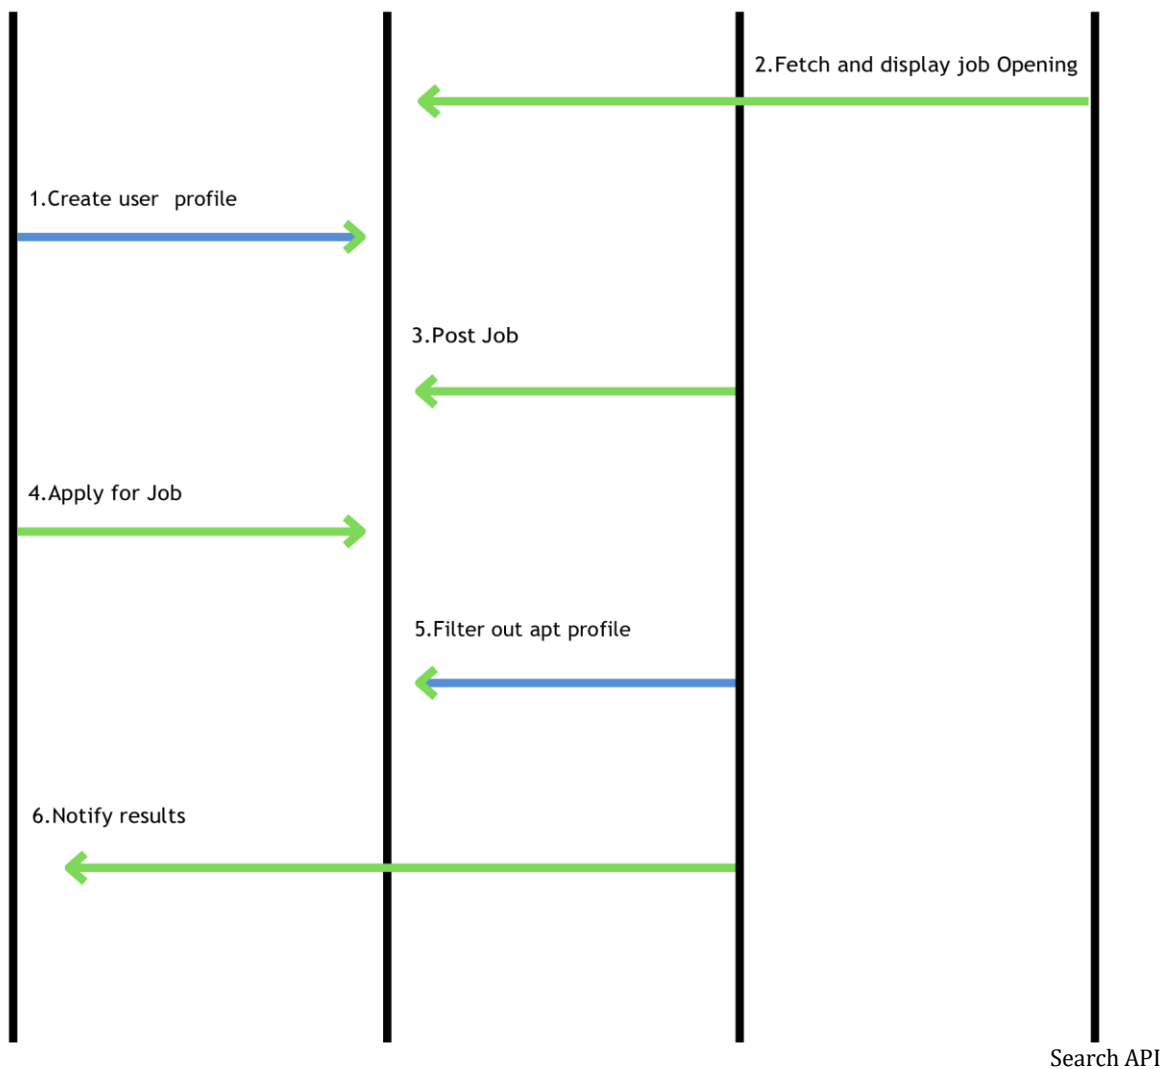 2.Fetch and display job Opening
1.Create user  profile
3.Post Job
4.Apply for Job
5.Filter out apt profile
6.Notify results
Search API